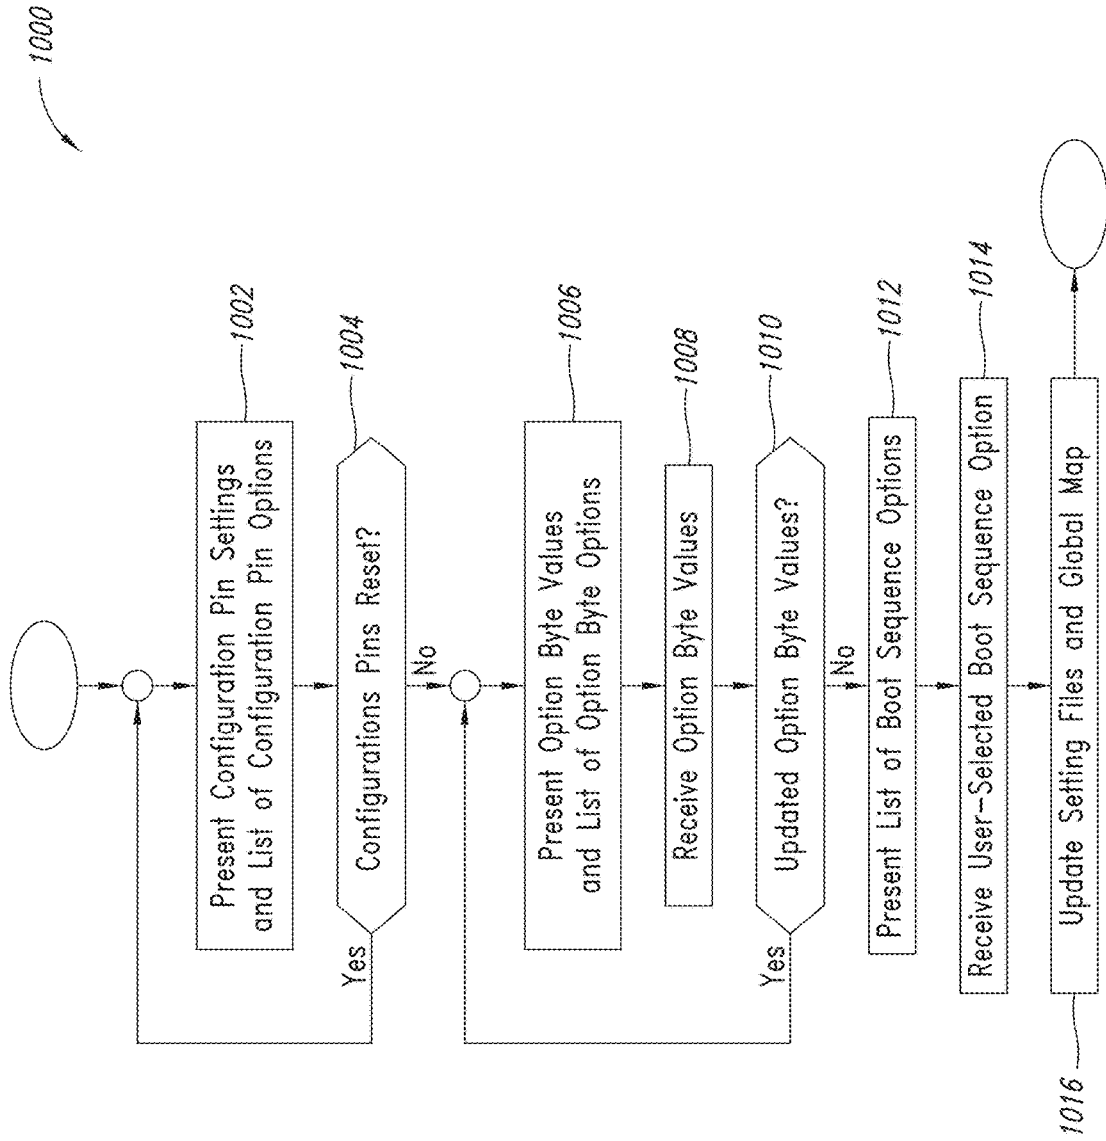 1000
Present Configuration Pin Settings
and List of Configuration Pin Options
1002
Configurations Pins Reset?
1004
Yes
No
Present Option Byte Values
and List of Option Byte Options
1006
Receive Option Byte Values
1008
Updated Option Byte Values?
1010
Yes
No
Present List of Boot Sequence Options
1012
Receive User-Selected Boot Sequence Option
1014
Update Setting Files and Global Map
1016